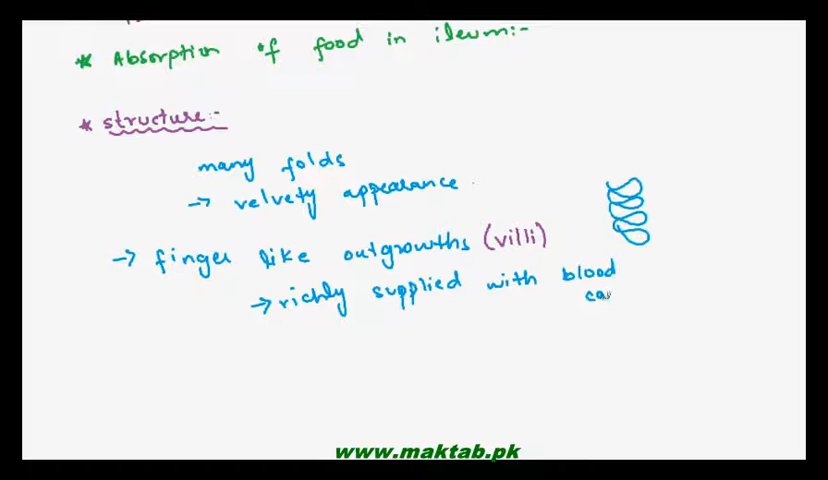 * Absorption of food in ileum:-
* structure:-
many folds
→ velvety appearance
→ finger like outgrowths (villi)
→ richly supplied with blood
ca
www.maktab.pk